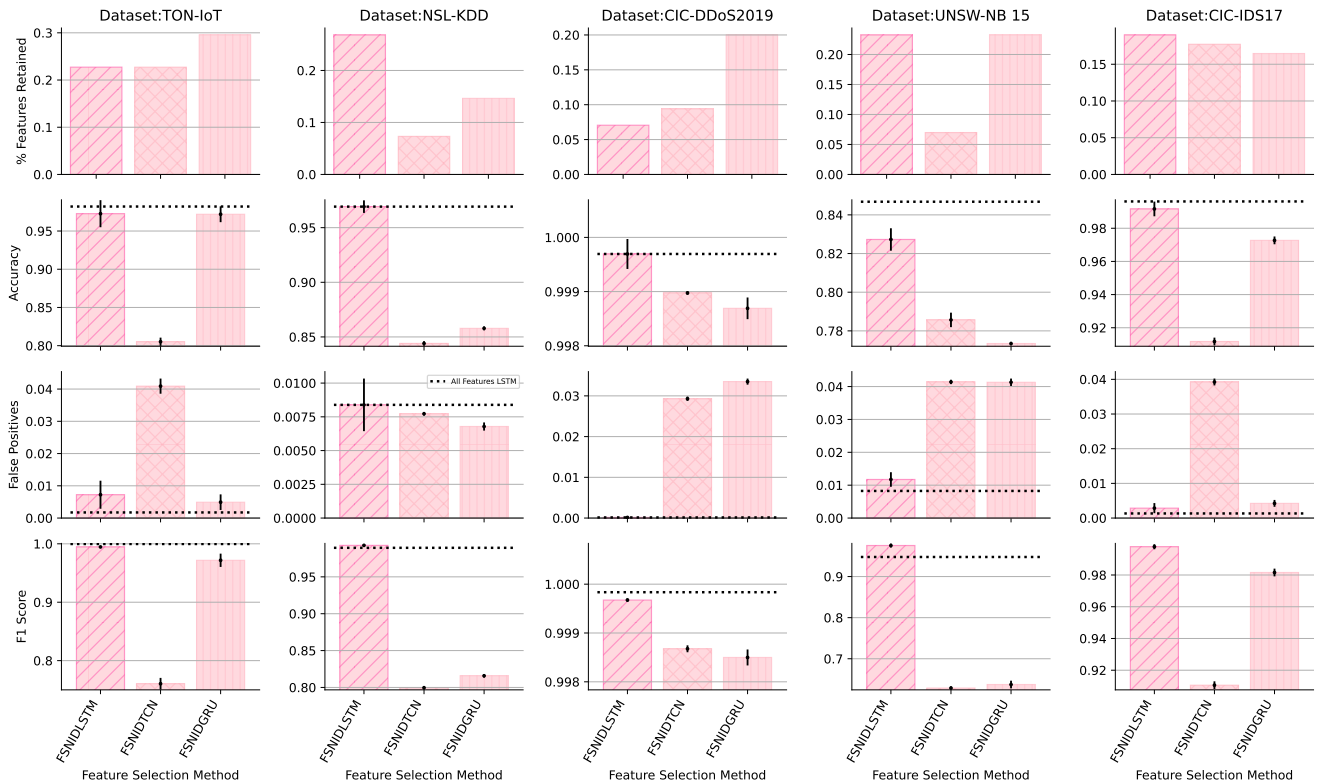 Dataset:TON-IoT
Dataset:NSL-KDD
Dataset:CIC-DDoS2019
Dataset:UNSW-NB 15
Dataset:CIC-IDS17
% Features Retained
0.3
0.2
0.1
0.0
0.2
0.1
0.0
0.20
0.15
0.10
0.05
0.00
0.20
0.15
0.10
0.05
0.00
0.15
0.10
0.05
0.00
Accuracy
0.95
0.90
0.85
0.80
0.95
0.90
0.85
1.000
0.999
0.998
0.84
0.82
0.80
0.78
0.98
0.96
0.94
0.92
False Positives
0.04
0.03
0.02
0.01
0.00
0.0100
0.0075
0.0050
0.0025
0.0000
All Features LSTM
0.03
0.02
0.01
0.00
0.04
0.03
0.02
0.01
0.00
0.04
0.03
0.02
0.01
0.00
F1 Score
1.0
0.9
0.8
0.95
0.90
0.85
0.80
1.000
0.999
0.998
0.9
0.8
0.7
0.98
0.96
0.94
0.92
FSNIDLSTM
FSNIDTCN
FSNIDGRU
FSNIDLSTM
FSNIDTCN
FSNIDGRU
FSNIDLSTM
FSNIDTCN
FSNIDGRU
FSNIDLSTM
FSNIDTCN
FSNIDGRU
FSNIDLSTM
FSNIDTCN
FSNIDGRU
Feature Selection Method
Feature Selection Method
Feature Selection Method
Feature Selection Method
Feature Selection Method